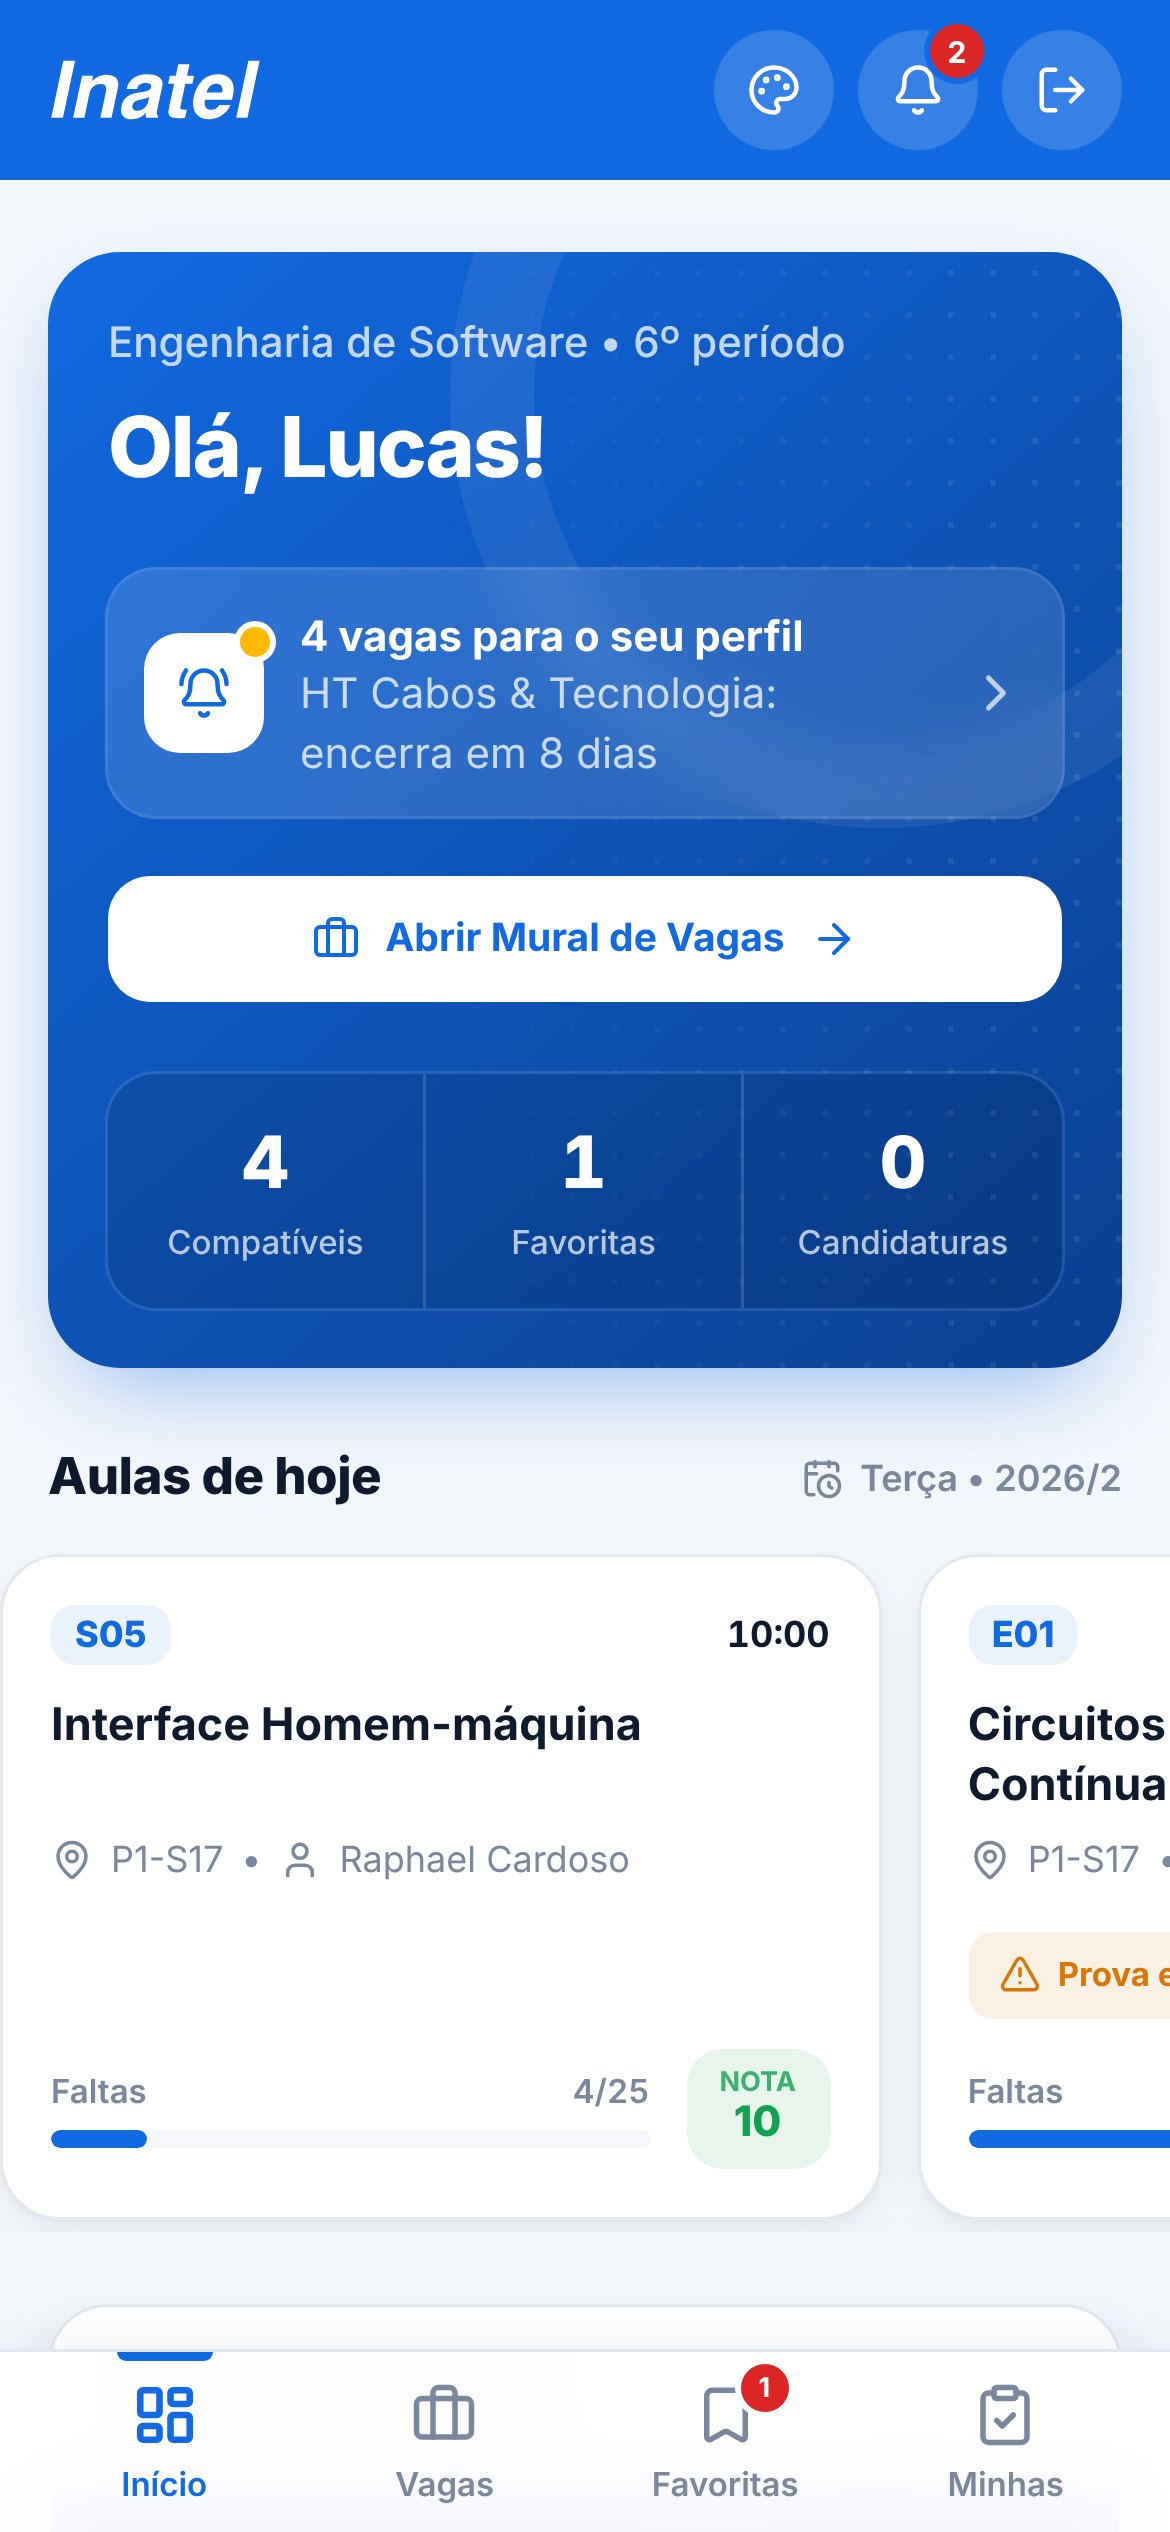 Inatel
2
Engenharia de Software • 6º período
Olá, Lucas!
4 vagas para o seu perfil
HT Cabos & Tecnologia:
encerra em 8 dias
Abrir Mural de Vagas
4
1
0
Compatíveis
Favoritas
Candidaturas
Aulas de hoje
Terça • 2026/2
S05
10:00
Interface Homem-máquina
P1-S17 • Raphael Cardoso
Faltas
4/25
NOTA
10
E01
Circuitos
Contínua
P1-S17 •
Prova
Faltas
1
Início
Vagas
Favoritas
Minhas